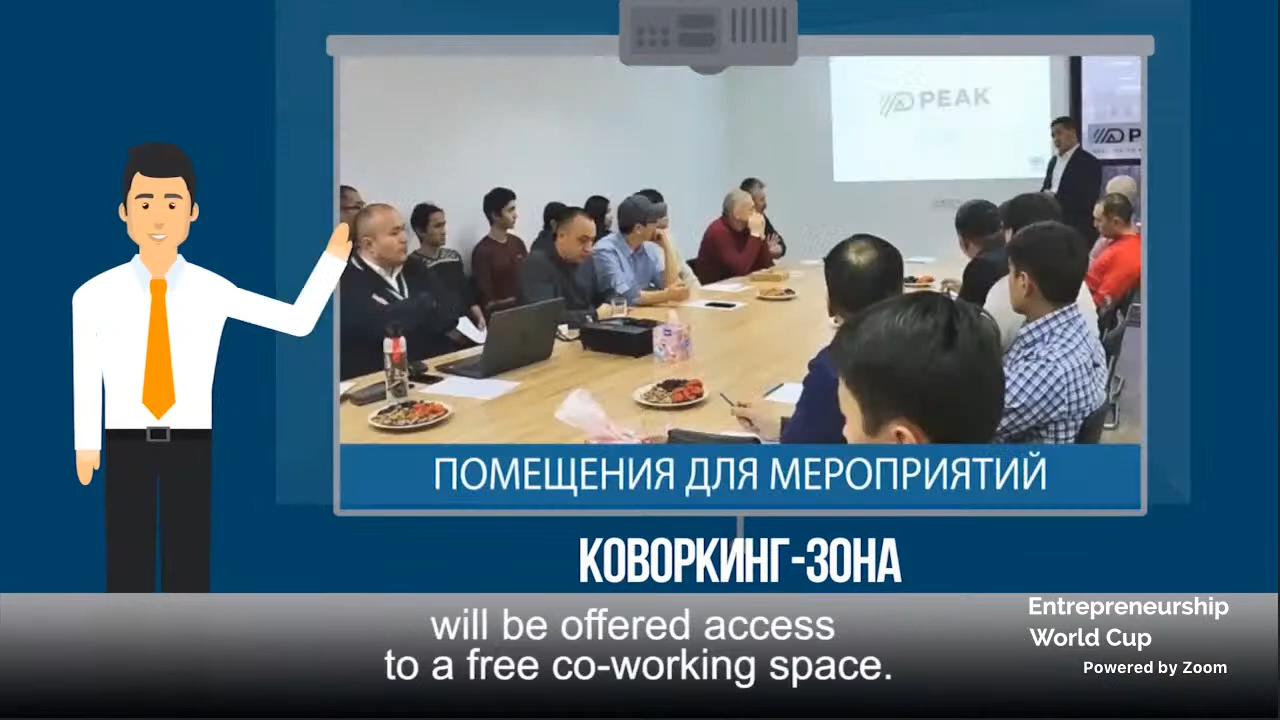 PEAK
P
ПОМЕЩЕНИЯ ДЛЯ МЕРОПРИЯТИЙ
КОВОРКИНГ-ЗОНА
will be offered access
to a free co-working space.
Entrepreneurship
World Cup
Powered by Zoom